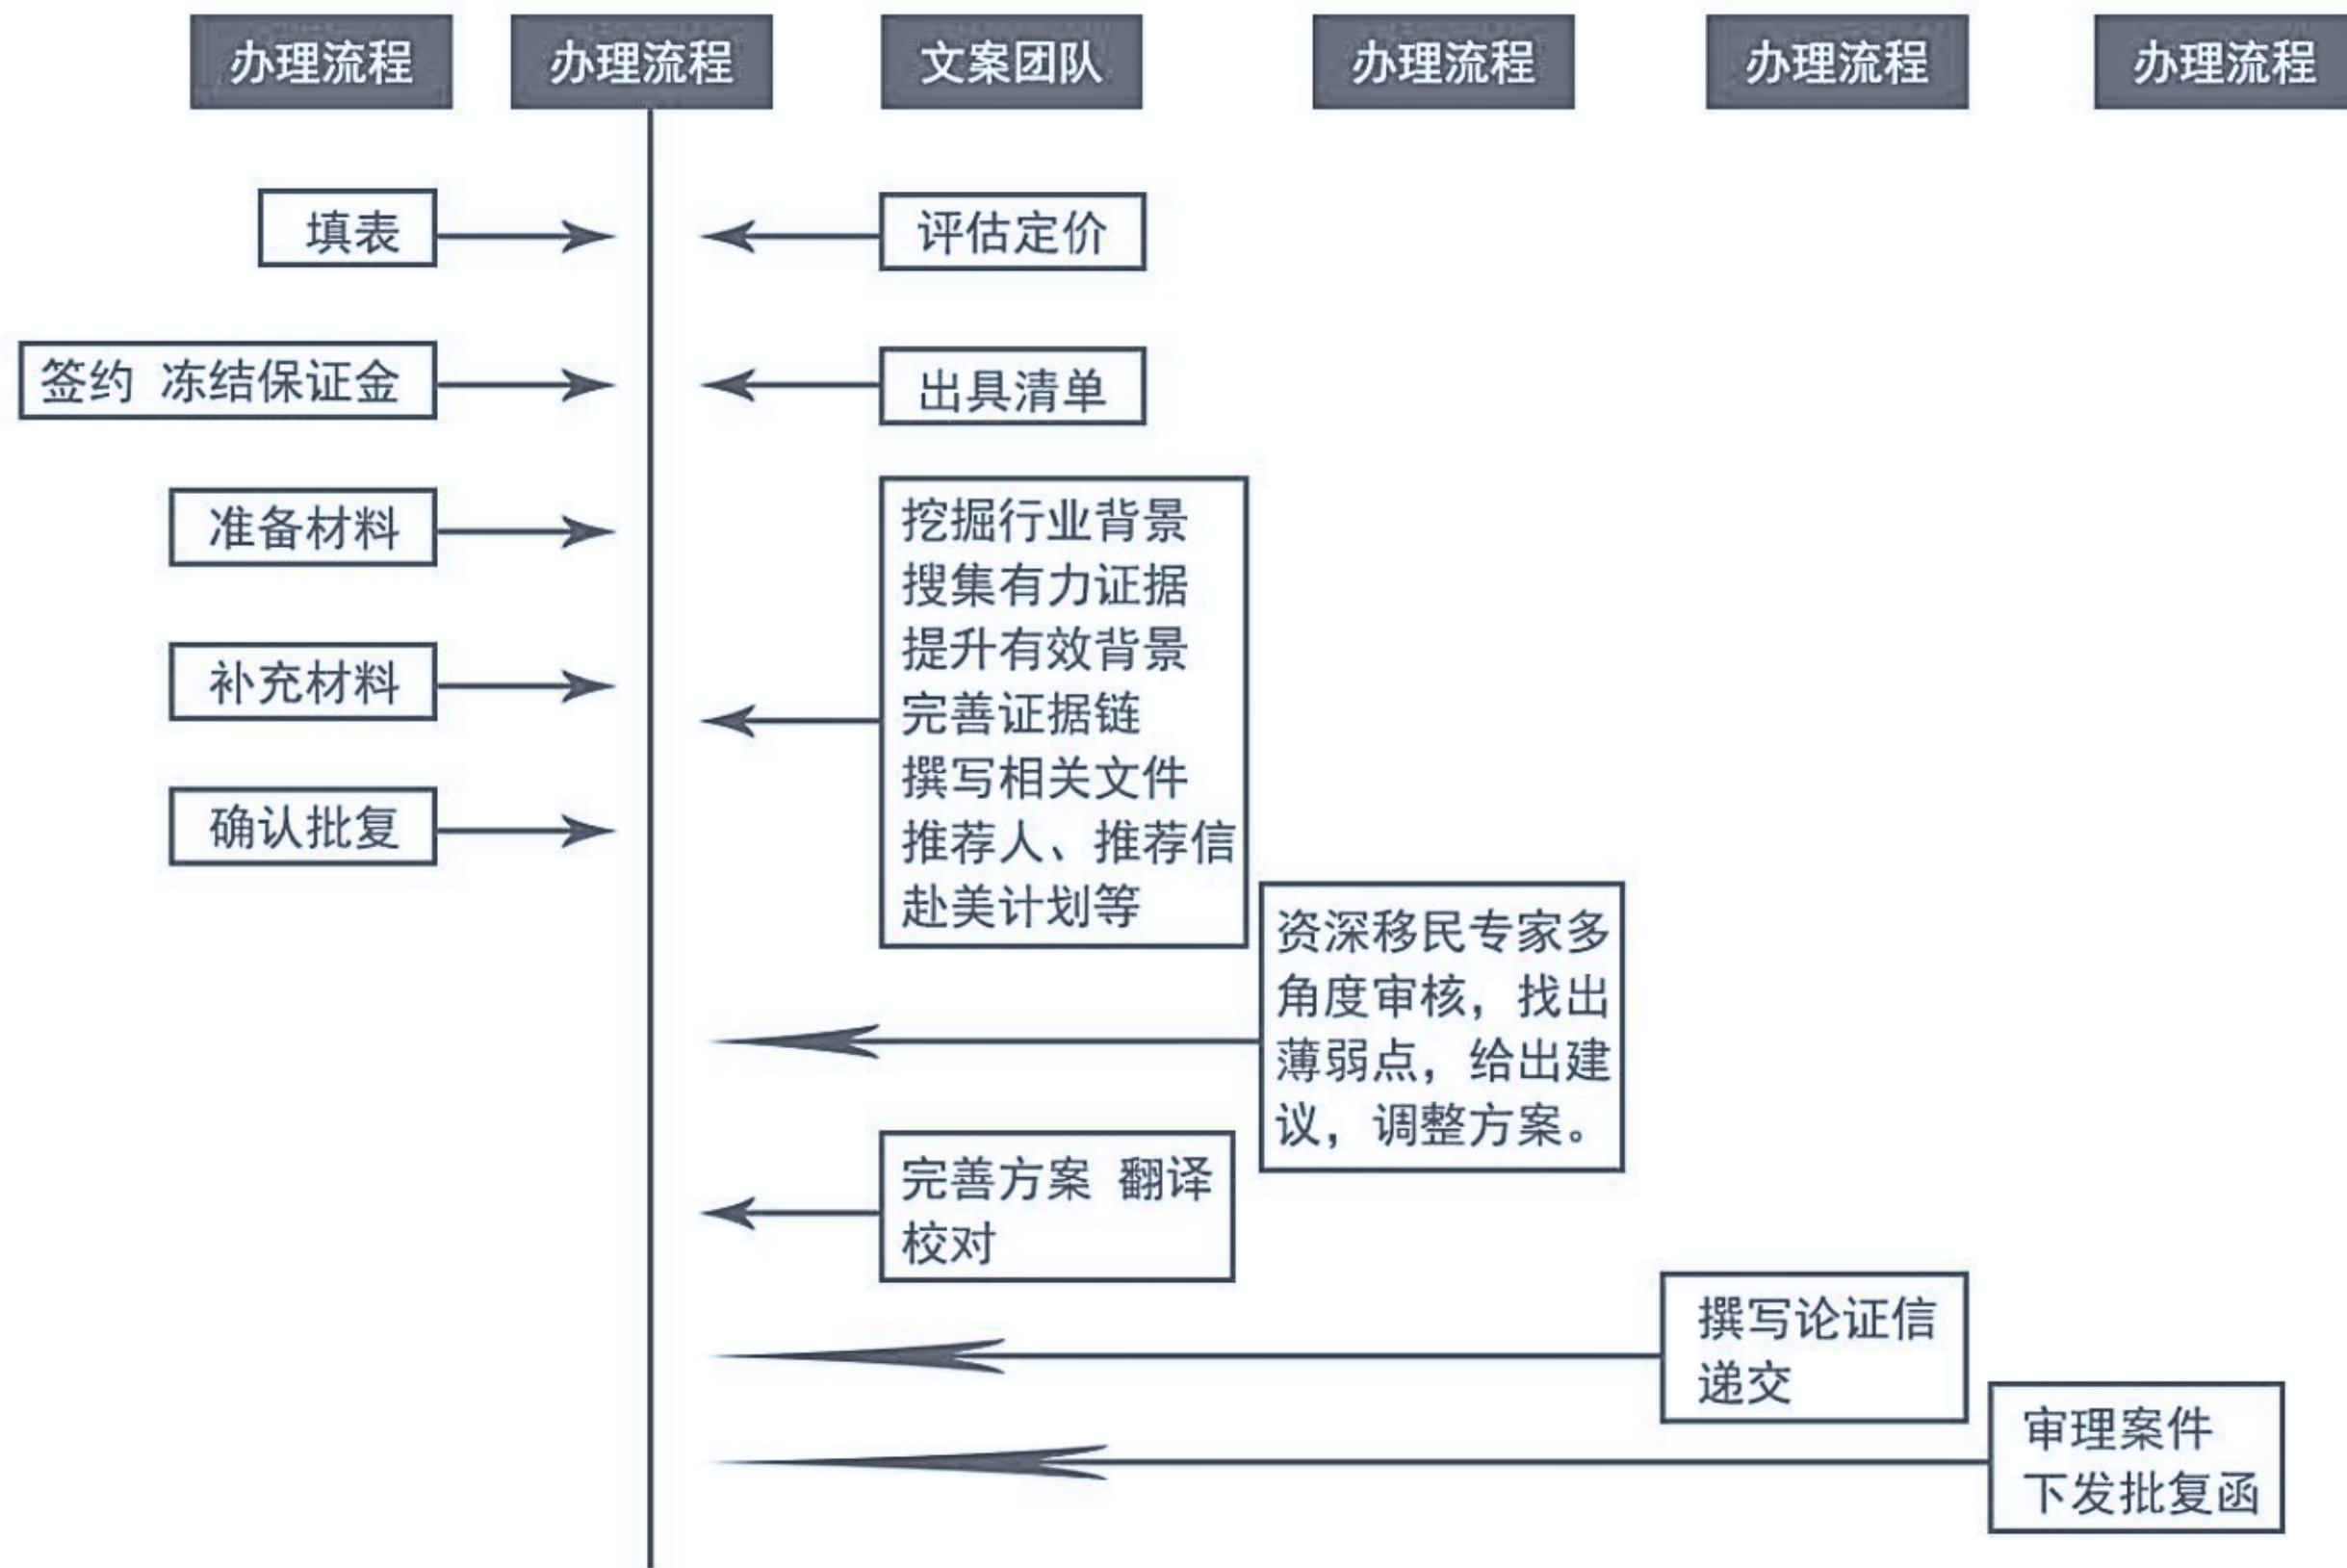 办理流程
办理流程
文案团队
办理流程
办理流程
办理流程
填表
评估定价
签约 冻结保证金
出具清单
准备材料
挖掘行业背景
搜集有力证据
提升有效背景
完善证据链
撰写相关文件
推荐人、推荐信
赴美计划等
补充材料
确认批复
资深移民专家多
角度审核，找出
薄弱点，给出建
议，调整方案。
完善方案 翻译
校对
撰写论证信
递交
审理案件
下发批复函